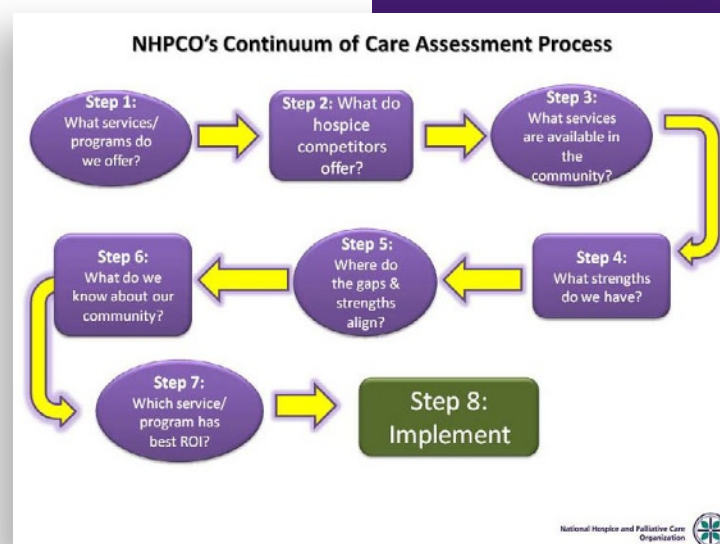 NHPCO's Continuum of Care Assessment Process
Step 1:
What services/
programs do
we offer?
Step 2: What do
hospice
competitors
offer?
Step 3:
What services
are available in
the
community?
Step 4:
What strengths
do we have?
Step 5:
Where do
the gaps &
strengths
align?
Step 6:
What do we
know about our
community?
Step 7:
Which service/
program has
best ROI?
Step 8:
Implement
National Hospice and Palliative Care
Organization